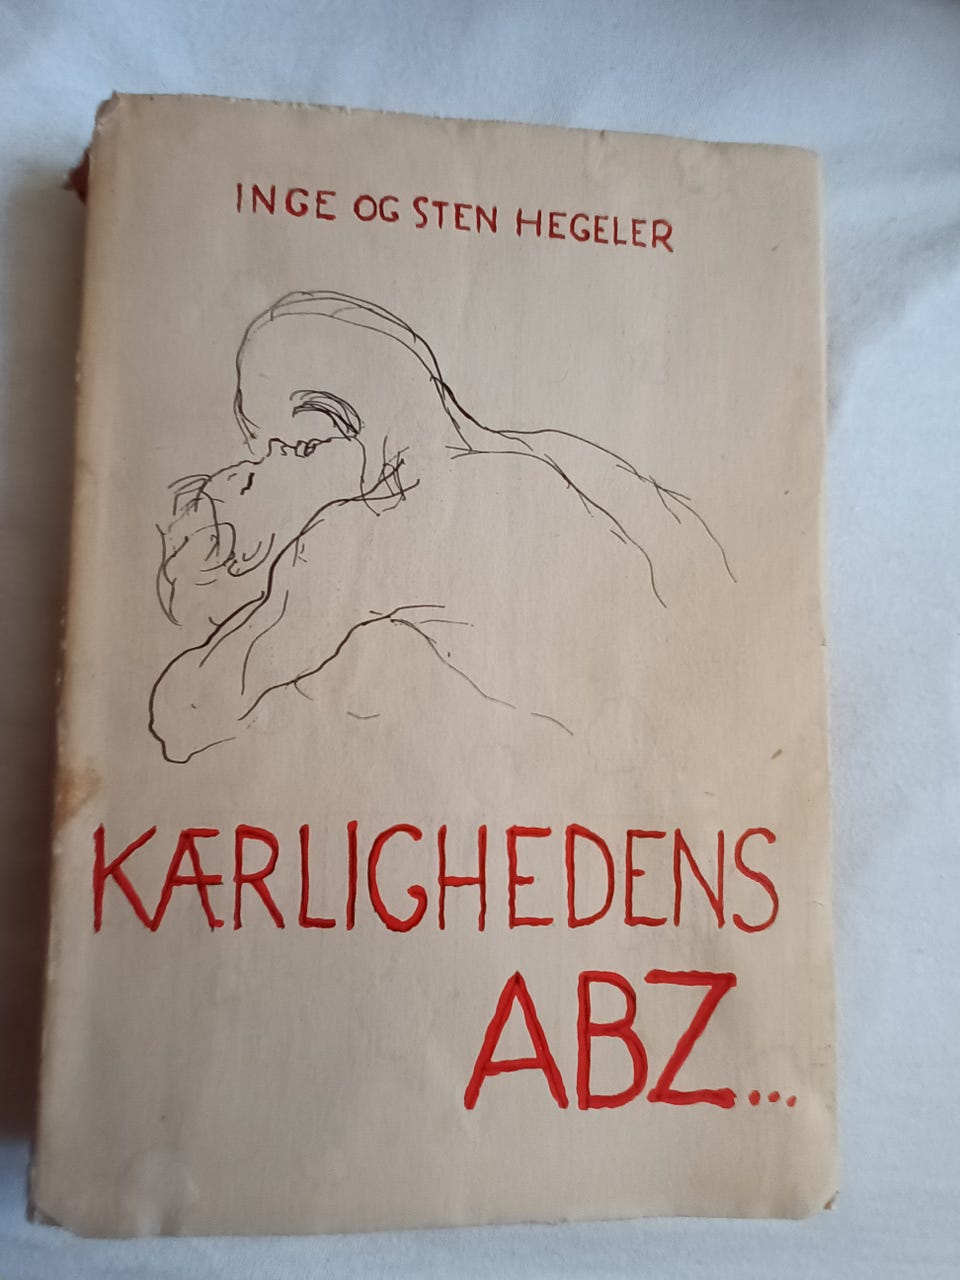 INGE OG STEN HEGELER
KÆRLIGHEDENS
ABZ...